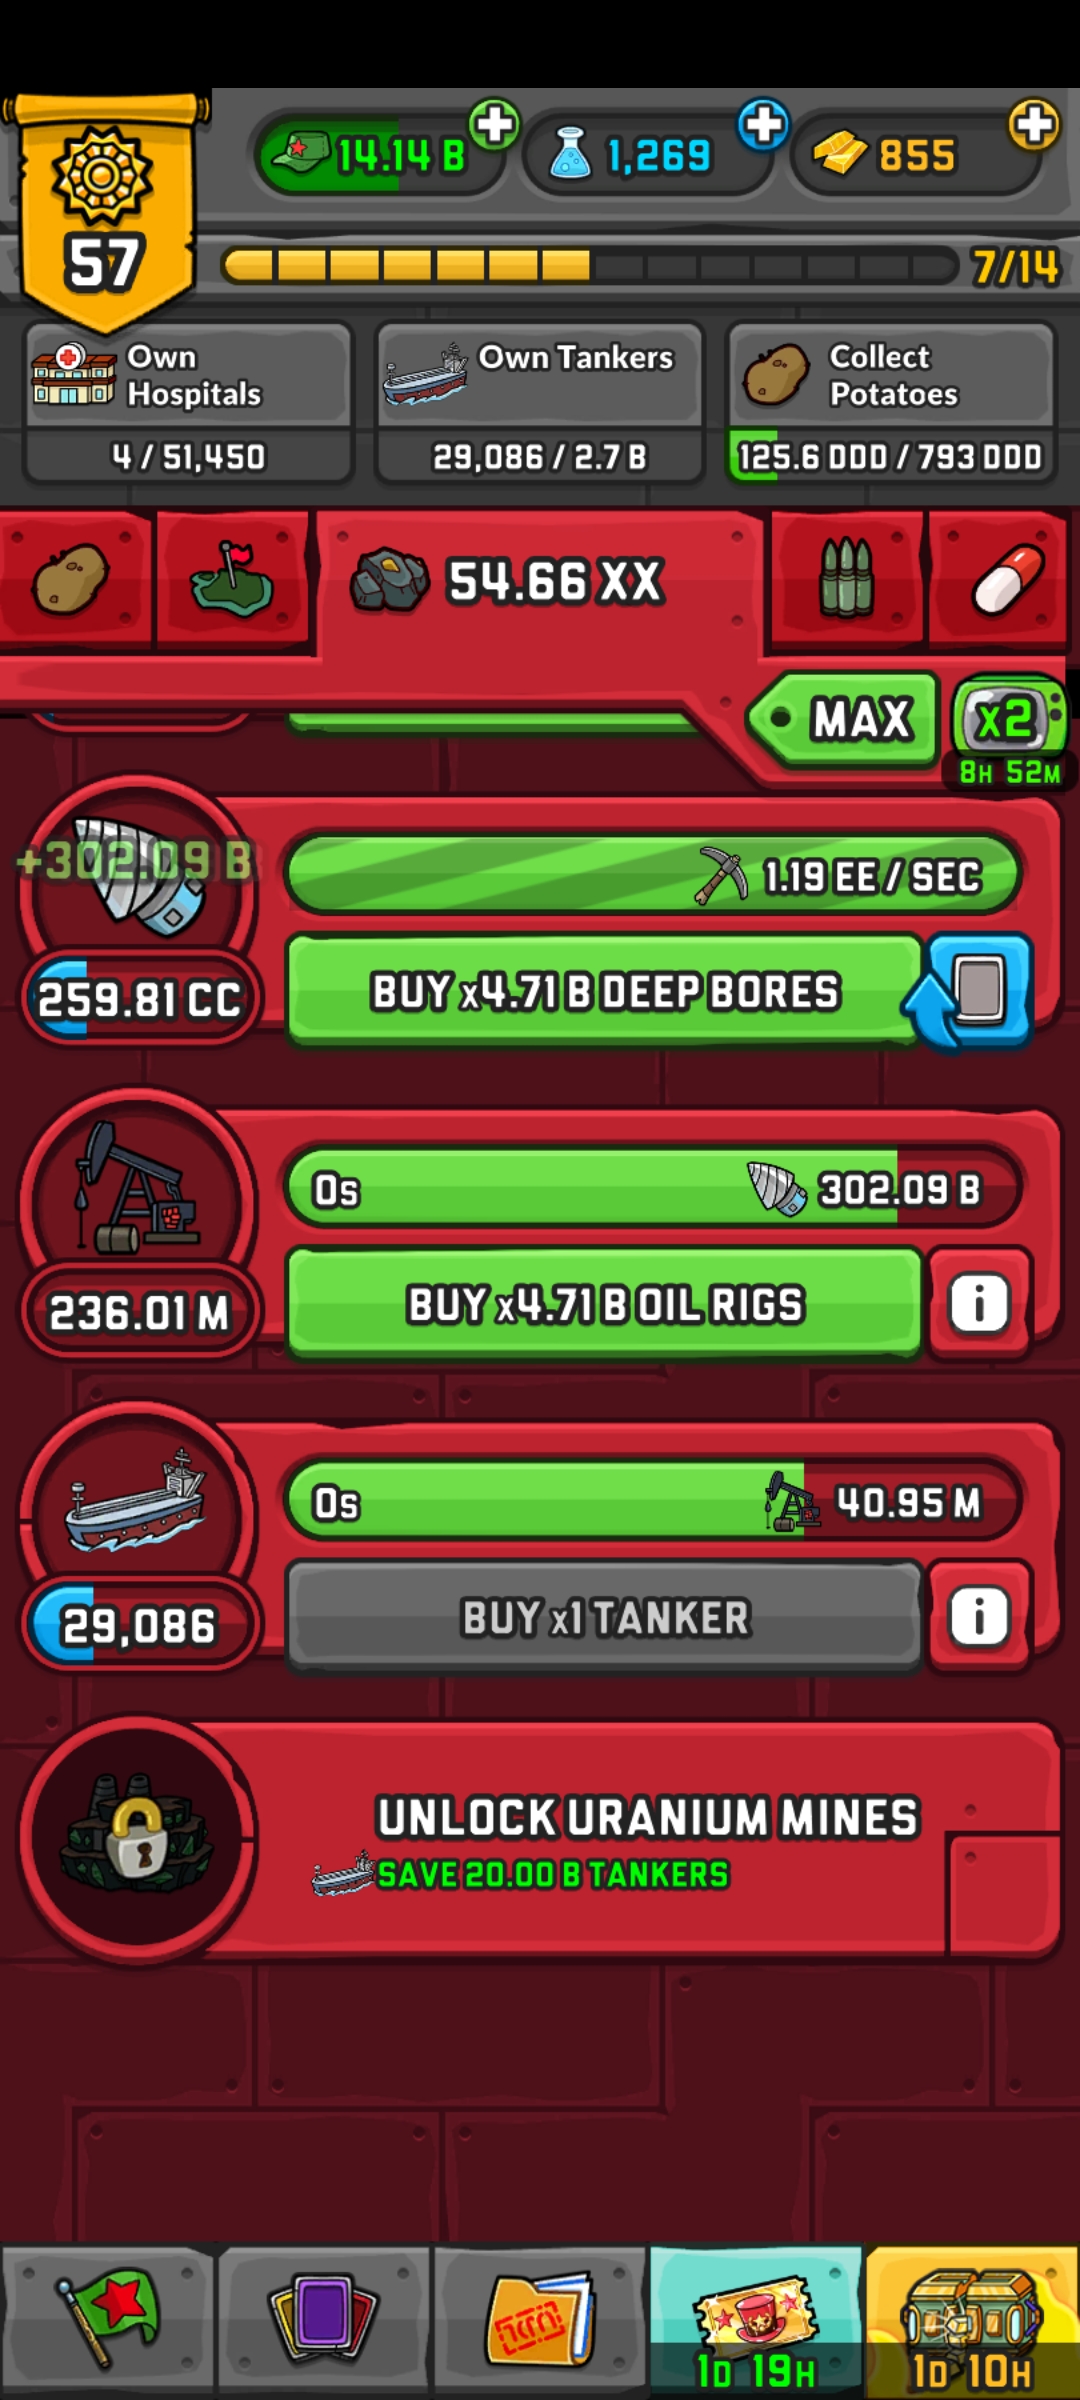 14.14 B
1,269
855
57
7/14
Own
Hospitals
4 / 51,450
Own Tankers
29,086 / 2.7 B
Collect
Potatoes
125.6 DDD / 793 DDD
54.66 XX
MAX
x2
8H 52M
+302.09 B
1.19 EE / SEC
259.81 CC
BUY x4.71 B DEEP BORES
0s
302.09 B
236.01 M
BUY x4.71 B OIL RIGS
i
0s
40.95 M
29,086
BUY x1 TANKER
i
UNLOCK URANIUM MINES
SAVE 20.00 B TANKERS
1D 19H
1D 10H